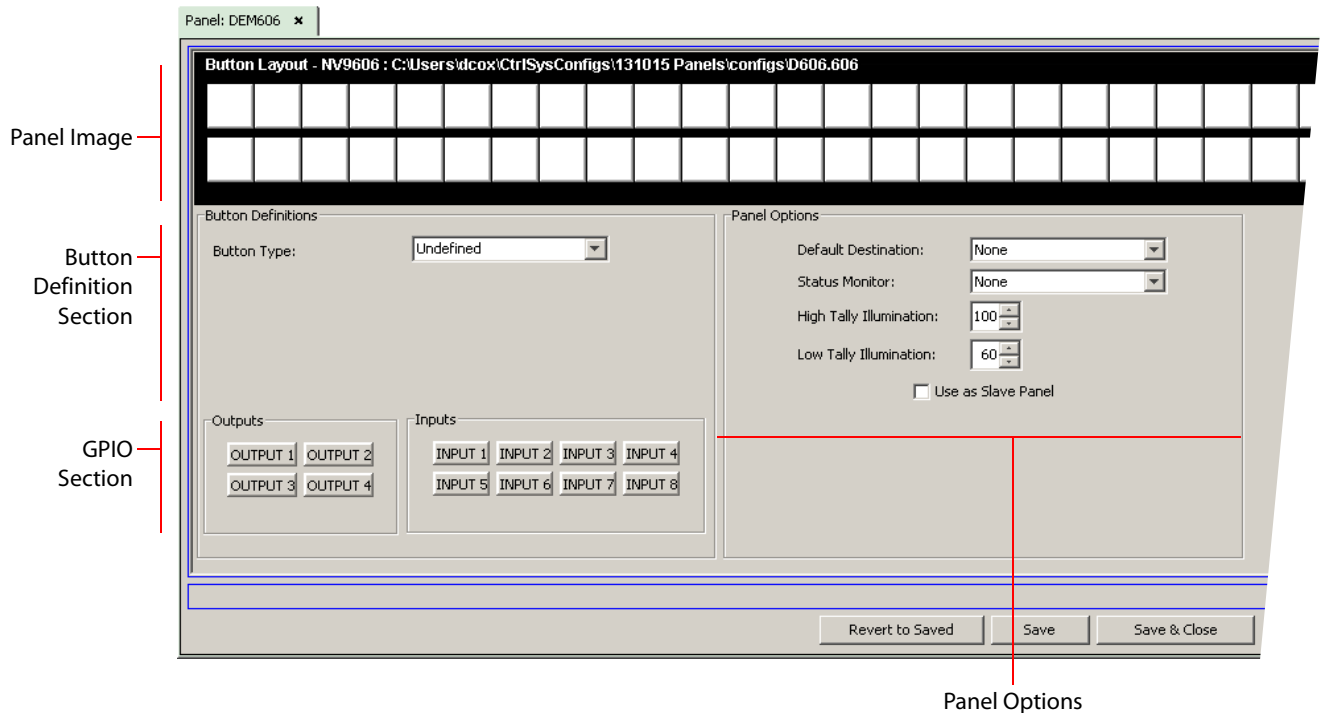 Panel: DEM606 ×
Button Layout - NV9606 : C:\Users\dcox\CtrlSysConfigs\131015 Panels\configs\D606.606
Panel Image
Button Definitions
Button Type:
Undefined
Button
Definition
Section
Panel Options
Default Destination:
None
Status Monitor:
None
High Tally Illumination:
100
Low Tally Illumination:
60
Use as Slave Panel
GPIO
Section
Outputs
OUTPUT 1 OUTPUT 2
OUTPUT 3 OUTPUT 4
Inputs
INPUT 1 INPUT 2 INPUT 3 INPUT 4
INPUT 5 INPUT 6 INPUT 7 INPUT 8
Revert to Saved Save Save & Close
Panel Options